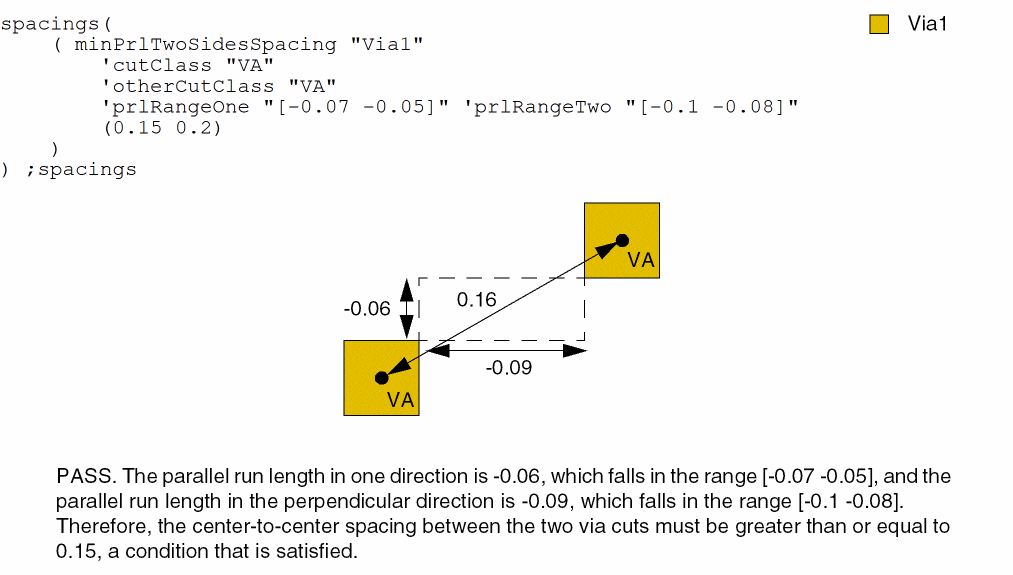 spacings(
( minPrlTwoSidesSpacing "Via1"
'cutClass "VA"
'otherCutClass "VA"
'prlRangeOne "[-0.07 -0.05]" 'prlRangeTwo "[-0.1 -0.08]"
(0.15 0.2)
)
) ;spacings
Via1
VA
0.16
-0.06
-0.09
VA
PASS. The parallel run length in one direction is -0.06, which falls in the range [-0.07 -0.05], and the
parallel run length in the perpendicular direction is -0.09, which falls in the range [-0.1 -0.08].
Therefore, the center-to-center spacing between the two via cuts must be greater than or equal to
0.15, a condition that is satisfied.